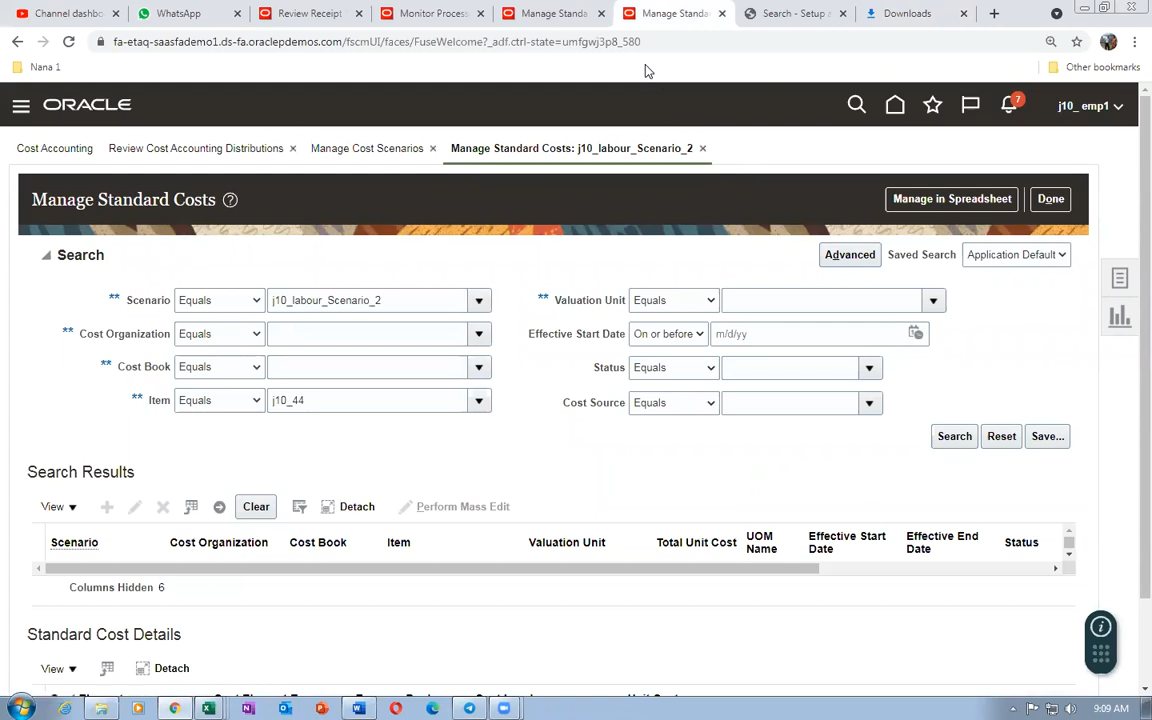 Channel dashbo
WhatsApp
Review Receipt
Monitor Process
Manage Standa
Manage Standa
Search - Setup a
Downloads
fa-etaq-saasfademo1.ds-fa.oraclepdemos.com/fscmUI/faces/FuseWelcome?_adf.ctrl-state=umfgwj3p8_580
Nana 1
Other bookmarks
ORACLE
7
j10_ emp1
Cost Accounting
Review Cost Accounting Distributions
Manage Cost Scenarios
Manage Standard Costs: j10_labour_Scenario_2
Manage Standard Costs
Manage in Spreadsheet
Done
Search
Advanced
Saved Search
Application Default
** Scenario Equals j10_labour_Scenario_2
** Valuation Unit Equals
** Cost Organization Equals
Effective Start Date On or before m/d/yy
** Cost Book Equals
Status Equals
** Item Equals j10_44
Cost Source Equals
Search Reset Save...
Search Results
View
Clear
Detach
Perform Mass Edit
Scenario
Cost Organization
Cost Book
Item
Valuation Unit
Total Unit Cost
UOM Name
Effective Start Date
Effective End Date
Status
Columns Hidden 6
Standard Cost Details
View
Detach
9:09 AM